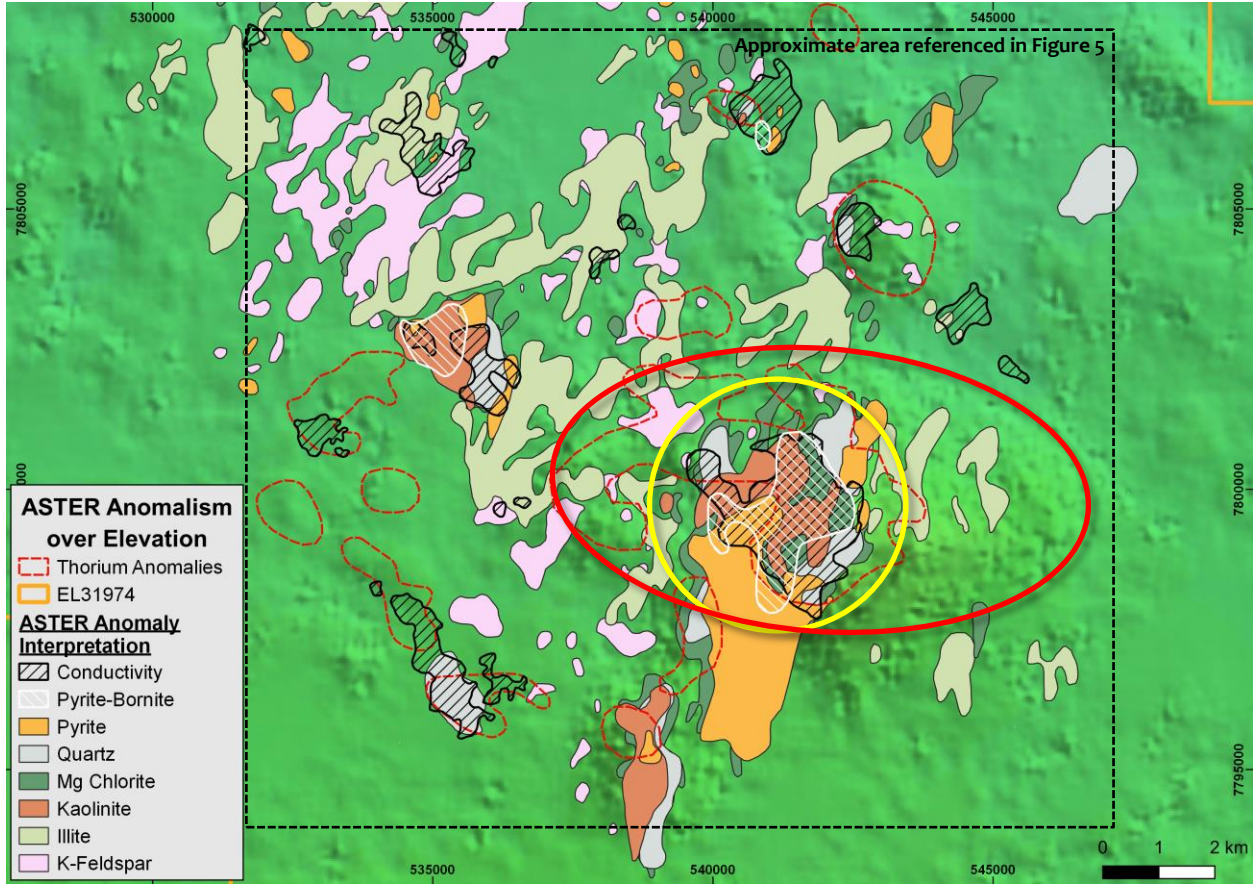 530000
535000
540000
545000
Approximate area referenced in Figure 5
7805000
7805000
7800000
7800000
7795000
ASTER Anomalism
over Elevation
Thorium Anomalies
EL31974
ASTER Anomaly
Interpretation
Conductivity
Pyrite-Bornite
Pyrite
Quartz
Mg Chlorite
Kaolinite
Illite
K-Feldspar
535000
540000
545000
0 1 2 km